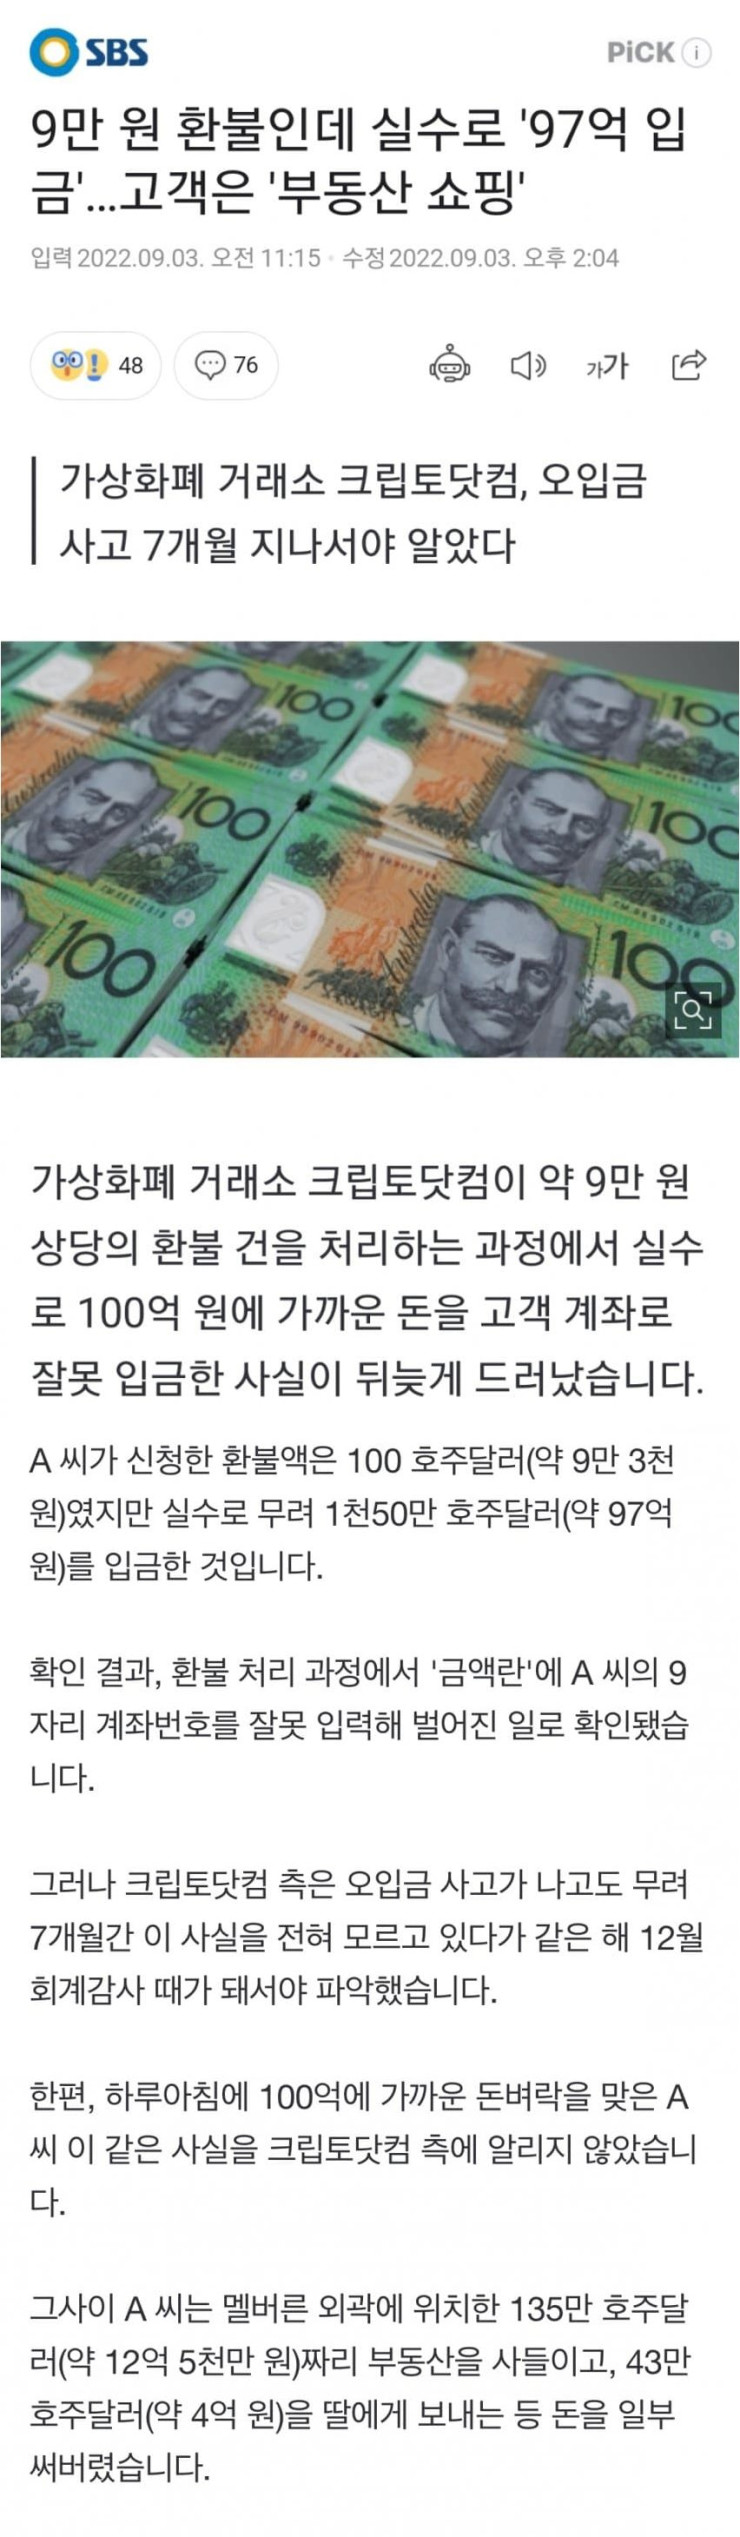 SBS
PiCK i
9만 원 환불인데 실수로 '97억 입
금'...고객은 '부동산 쇼핑'
입력 2022.09.03. 오전 11:15 · 수정 2022.09.03. 오후 2:04
48
76
가가
가상화폐 거래소 크립토닷컴, 오입금
사고 7개월 지나서야 알았다
100
100
Australia
100
100
Australia
100
Australia
100
가상화폐 거래소 크립토닷컴이 약 9만 원
상당의 환불 건을 처리하는 과정에서 실수
로 100억 원에 가까운 돈을 고객 계좌로
잘못 입금한 사실이 뒤늦게 드러났습니다.
A 씨가 신청한 환불액은 100 호주달러(약 9만 3천
원)였지만 실수로 무려 1천50만 호주달러(약 97억
원)를 입금한 것입니다.
확인 결과, 환불 처리 과정에서 '금액란'에 A 씨의 9
자리 계좌번호를 잘못 입력해 벌어진 일로 확인됐습
니다.
그러나 크립토닷컴 측은 오입금 사고가 나고도 무려
7개월간 이 사실을 전혀 모르고 있다가 같은 해 12월
회계감사 때가 돼서야 파악했습니다.
한편, 하루아침에 100억에 가까운 돈벼락을 맞은 A
씨 이 같은 사실을 크립토닷컴 측에 알리지 않았습니
다.
그사이 A 씨는 멜버른 외곽에 위치한 135만 호주달
러(약 12억 5천만 원)짜리 부동산을 사들이고, 43만
호주달러(약 4억 원)을 딸에게 보내는 등 돈을 일부
써버렸습니다.